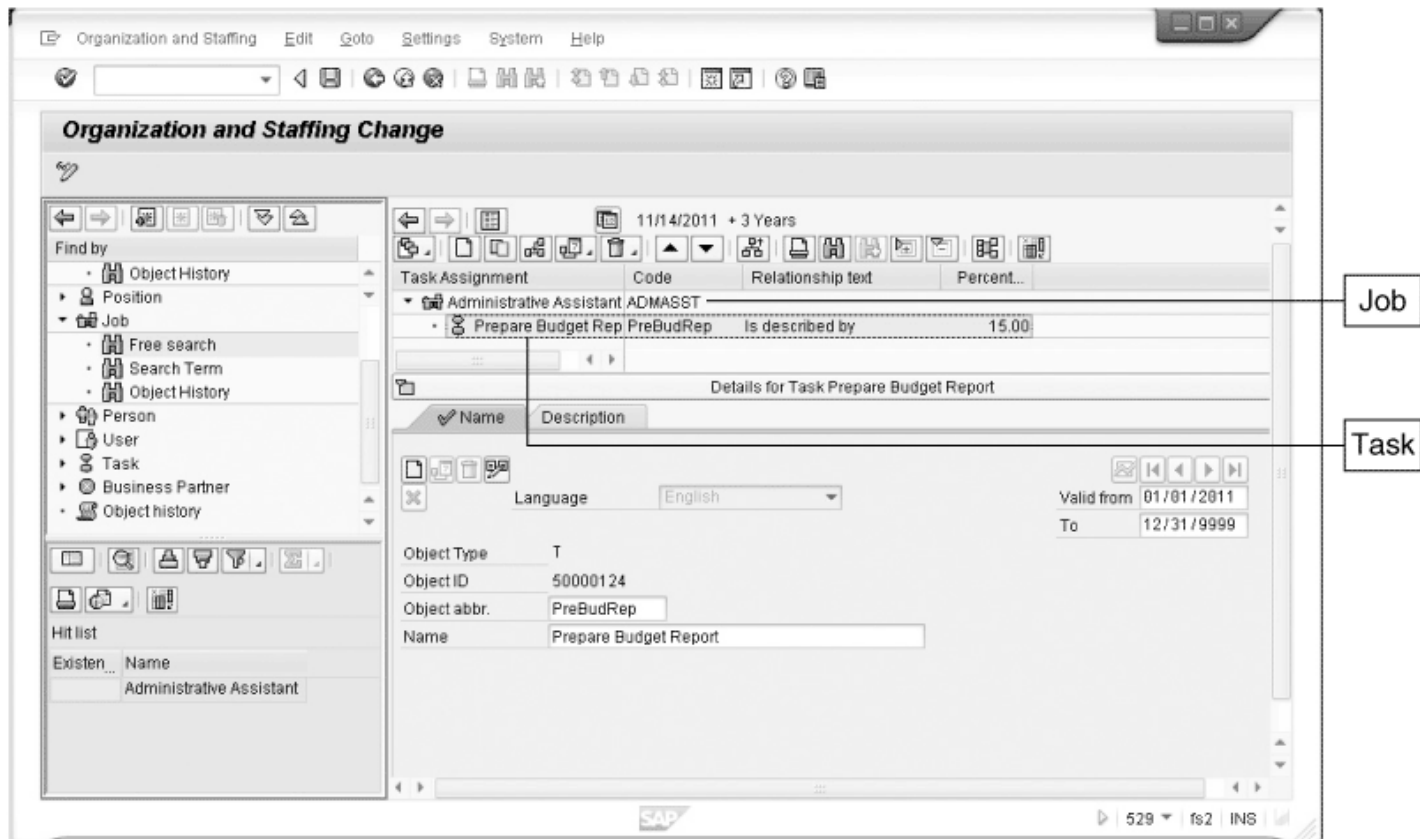 Organization and Staffing Edit Goto Settings System Help
Organization and Staffing Change
Find by
Object History
Position
Job
Free search
Search Term
Object History
Person
User
Task
Business Partner
Object history
Hit list
Existen... Name
Administrative Assistant
11/14/2011 + 3 Years
Task Assignment Code Relationship text Percent...
Administrative Assistant ADMASST
Prepare Budget Rep PreBudRep Is described by 15.00
Details for Task Prepare Budget Report
Name Description
Language English Valid from 01/01/2011
To 12/31/9999
Object Type T
Object ID 50000124
Object abbr. PreBudRep
Name Prepare Budget Report
Job
Task
SAP
529 fs2 INS